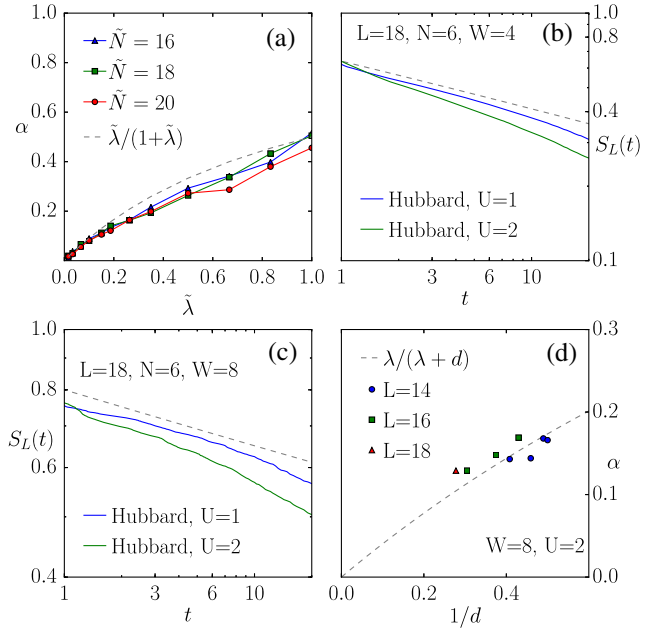 (a)
Ñ = 16
Ñ = 18
Ñ = 20
λ̃/(1+λ̃)
α
1.0
0.8
0.6
0.4
0.2
0.0 0.2 0.4 0.6 0.8 1.0
λ̃
L=18, N=6, W=4
(b)
1.0
0.8
0.4
0.1
S_L(t)
Hubbard, U=1
Hubbard, U=2
1 3 10
t
(c)
L=18, N=6, W=8
1.0
0.8
0.6
0.4
S_L(t)
Hubbard, U=1
Hubbard, U=2
1 3 10
t
(d)
λ/(λ + d)
L=14
L=16
L=18
0.3
0.2
0.1
0.0
α
W=8, U=2
0.0 0.2 0.4
1/d